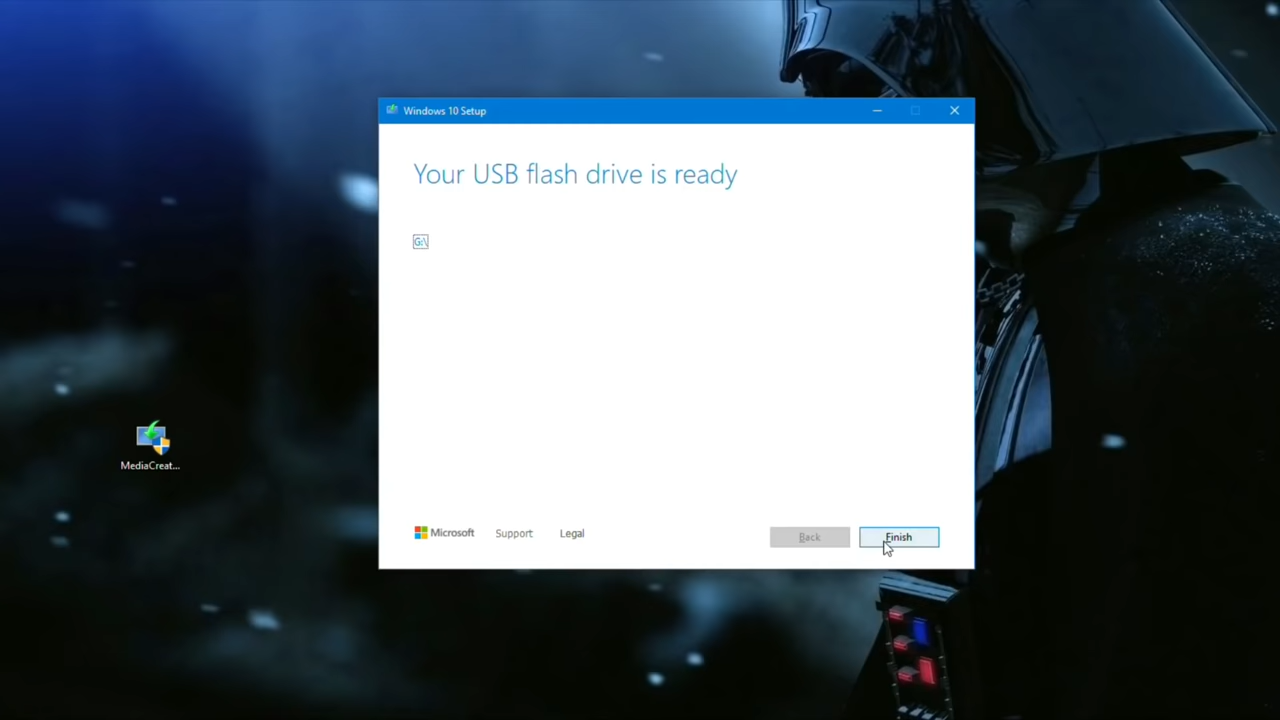 Windows 10 Setup
Your USB flash drive is ready
G:\
MediaCreat...
Microsoft Support Legal Back Finish